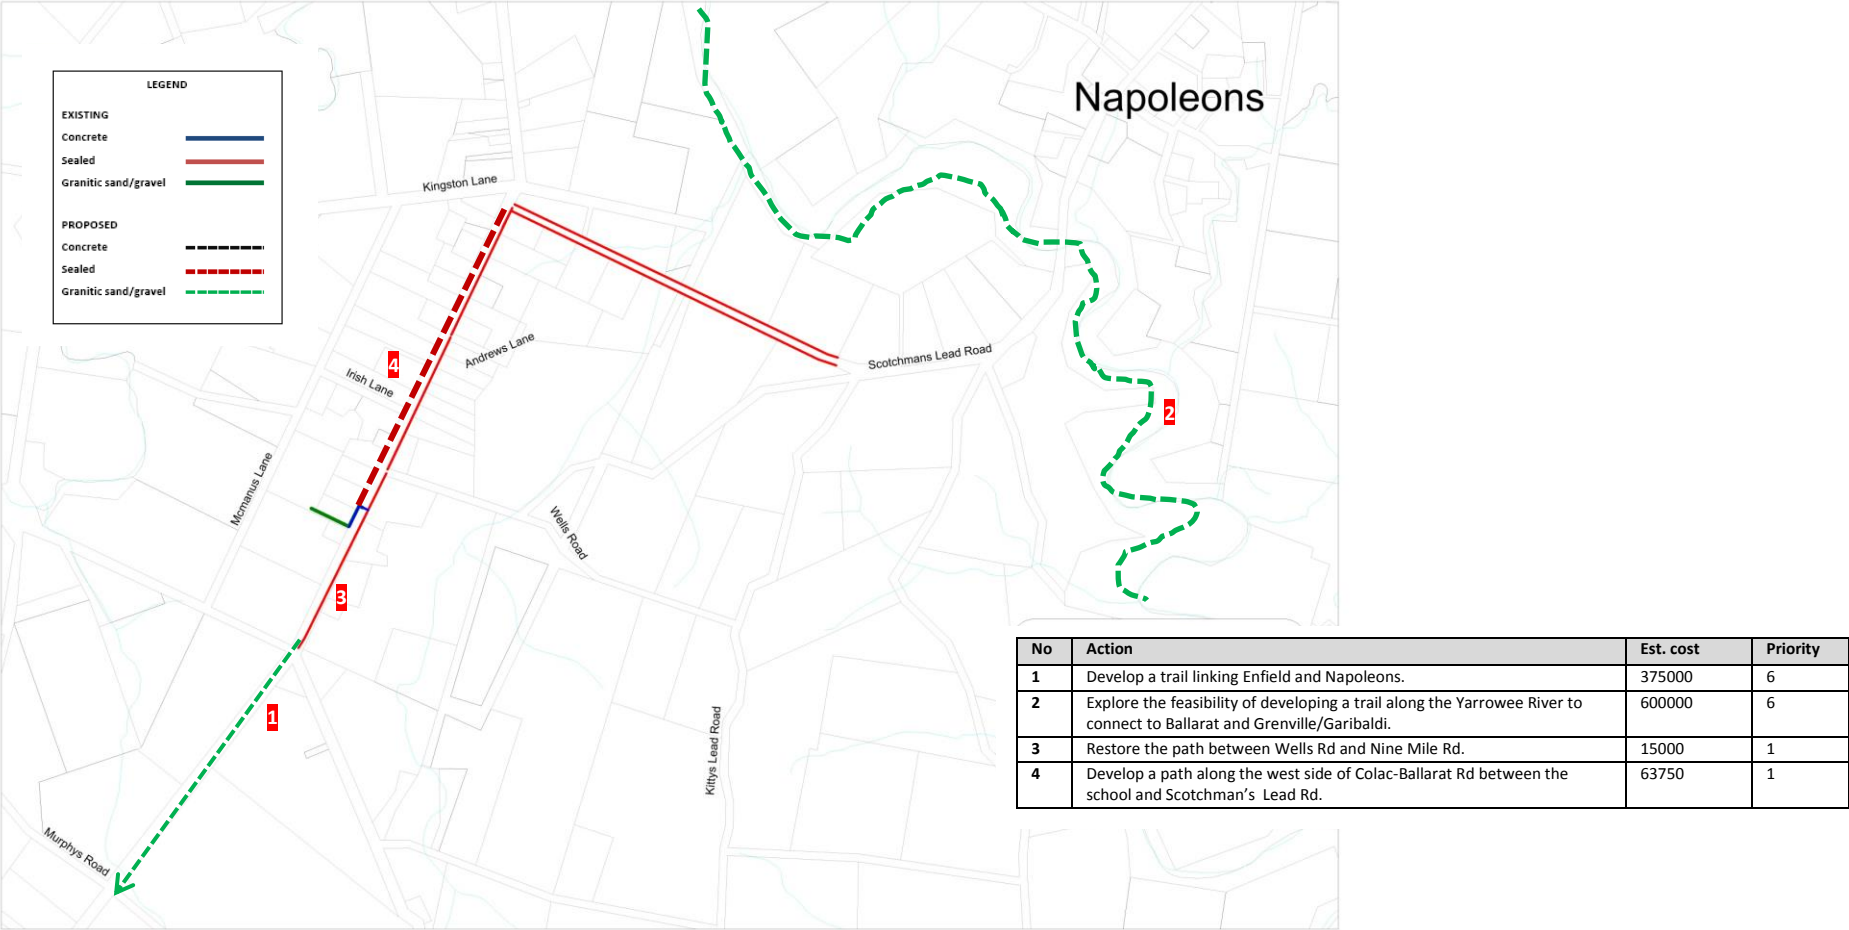 Napoleons
LEGEND
EXISTING
Concrete
Sealed
Granitic sand/gravel
PROPOSED
Concrete
Sealed
Granitic sand/gravel
Kingston Lane
Andrews Lane
Scotchmans Lead Road
4
Irish Lane
2
Mcmanus Lane
Wells Road
3
1
Kittys Lead Road
Murphys Road
No Action Est. cost Priority
1 Develop a trail linking Enfield and Napoleons. 375000 6
2 Explore the feasibility of developing a trail along the Yarrowee River to 600000 6
connect to Ballarat and Grenville/Garibaldi.
3 Restore the path between Wells Rd and Nine Mile Rd. 15000 1
4 Develop a path along the west side of Colac-Ballarat Rd between the 63750 1
school and Scotchman’s Lead Rd.